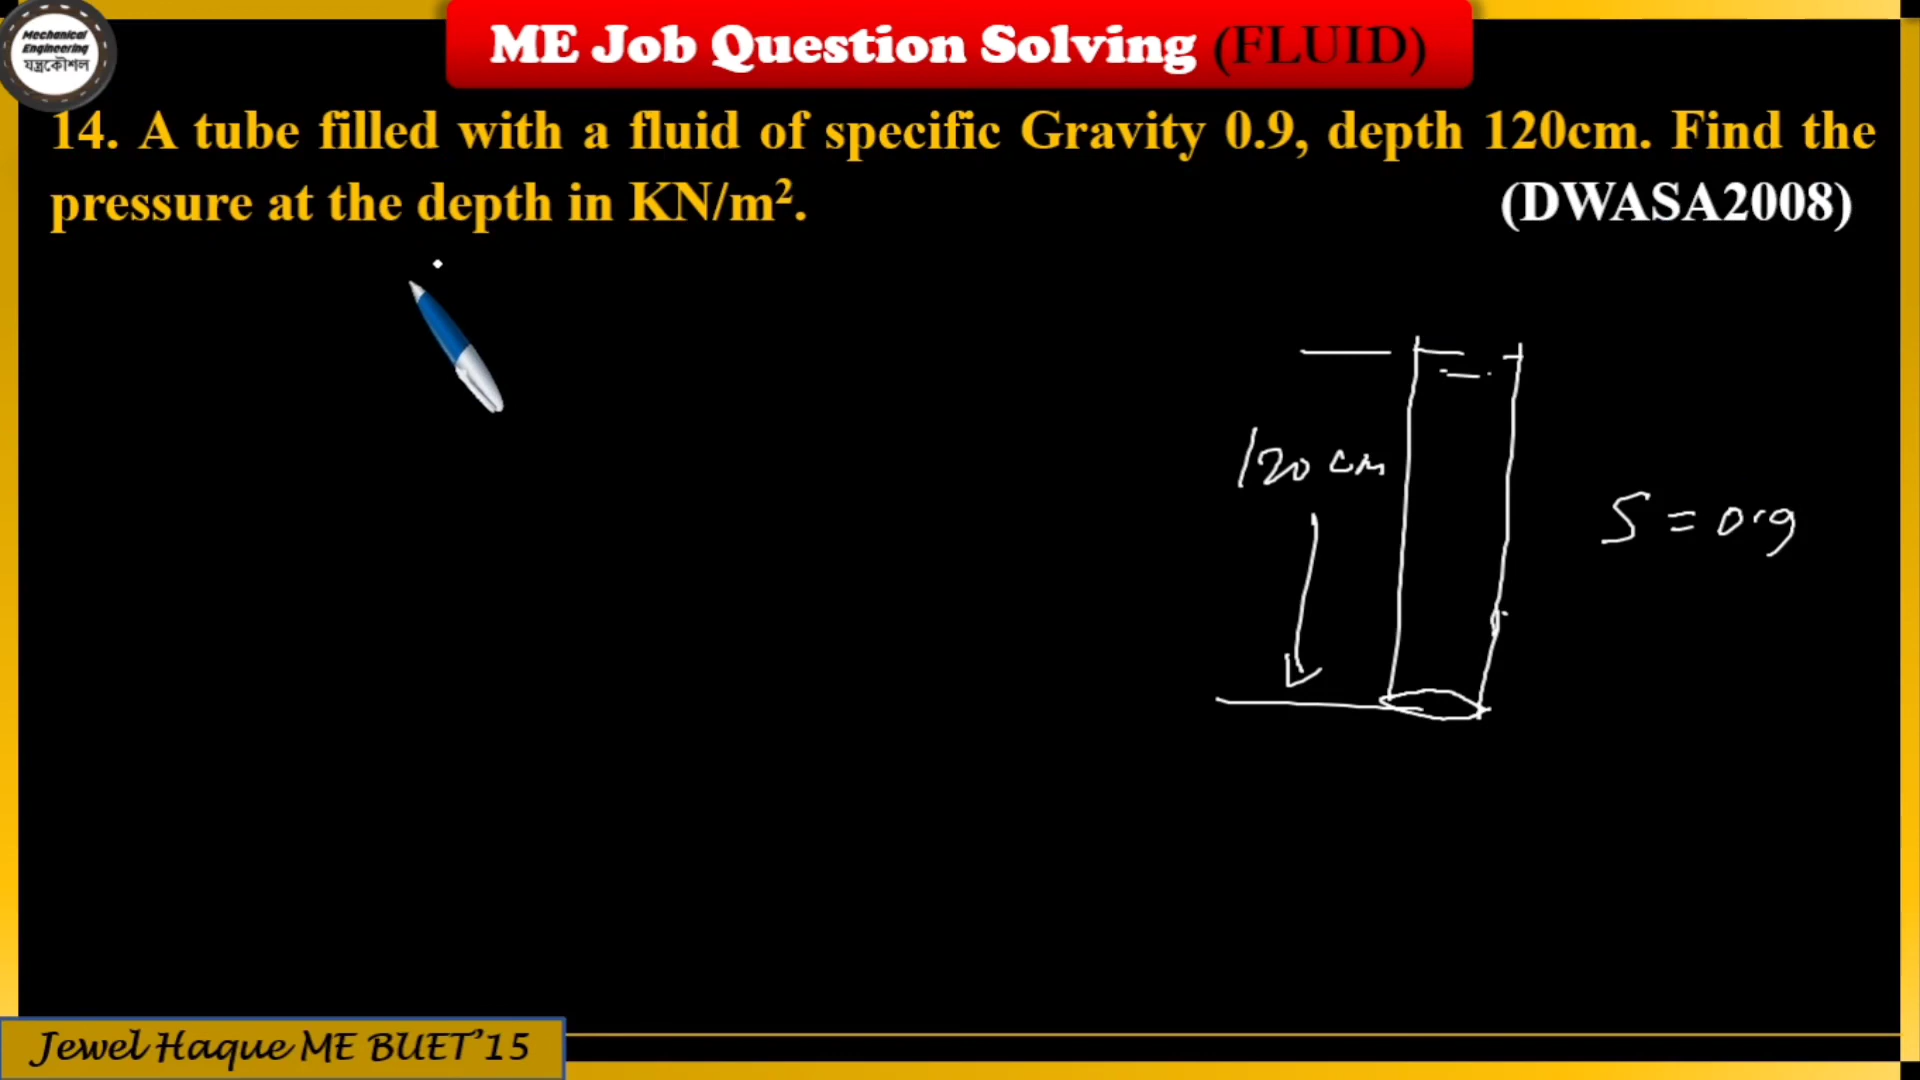 Mechanical
Engineering
যন্ত্রকৌশল
ME Job Question Solving (FLUID)
14. A tube filled with a fluid of specific Gravity 0.9, depth 120cm. Find the
pressure at the depth in KN/m².
(DWASA2008)
120 cm
S = 0.9
Jewel Haque ME BUET’15